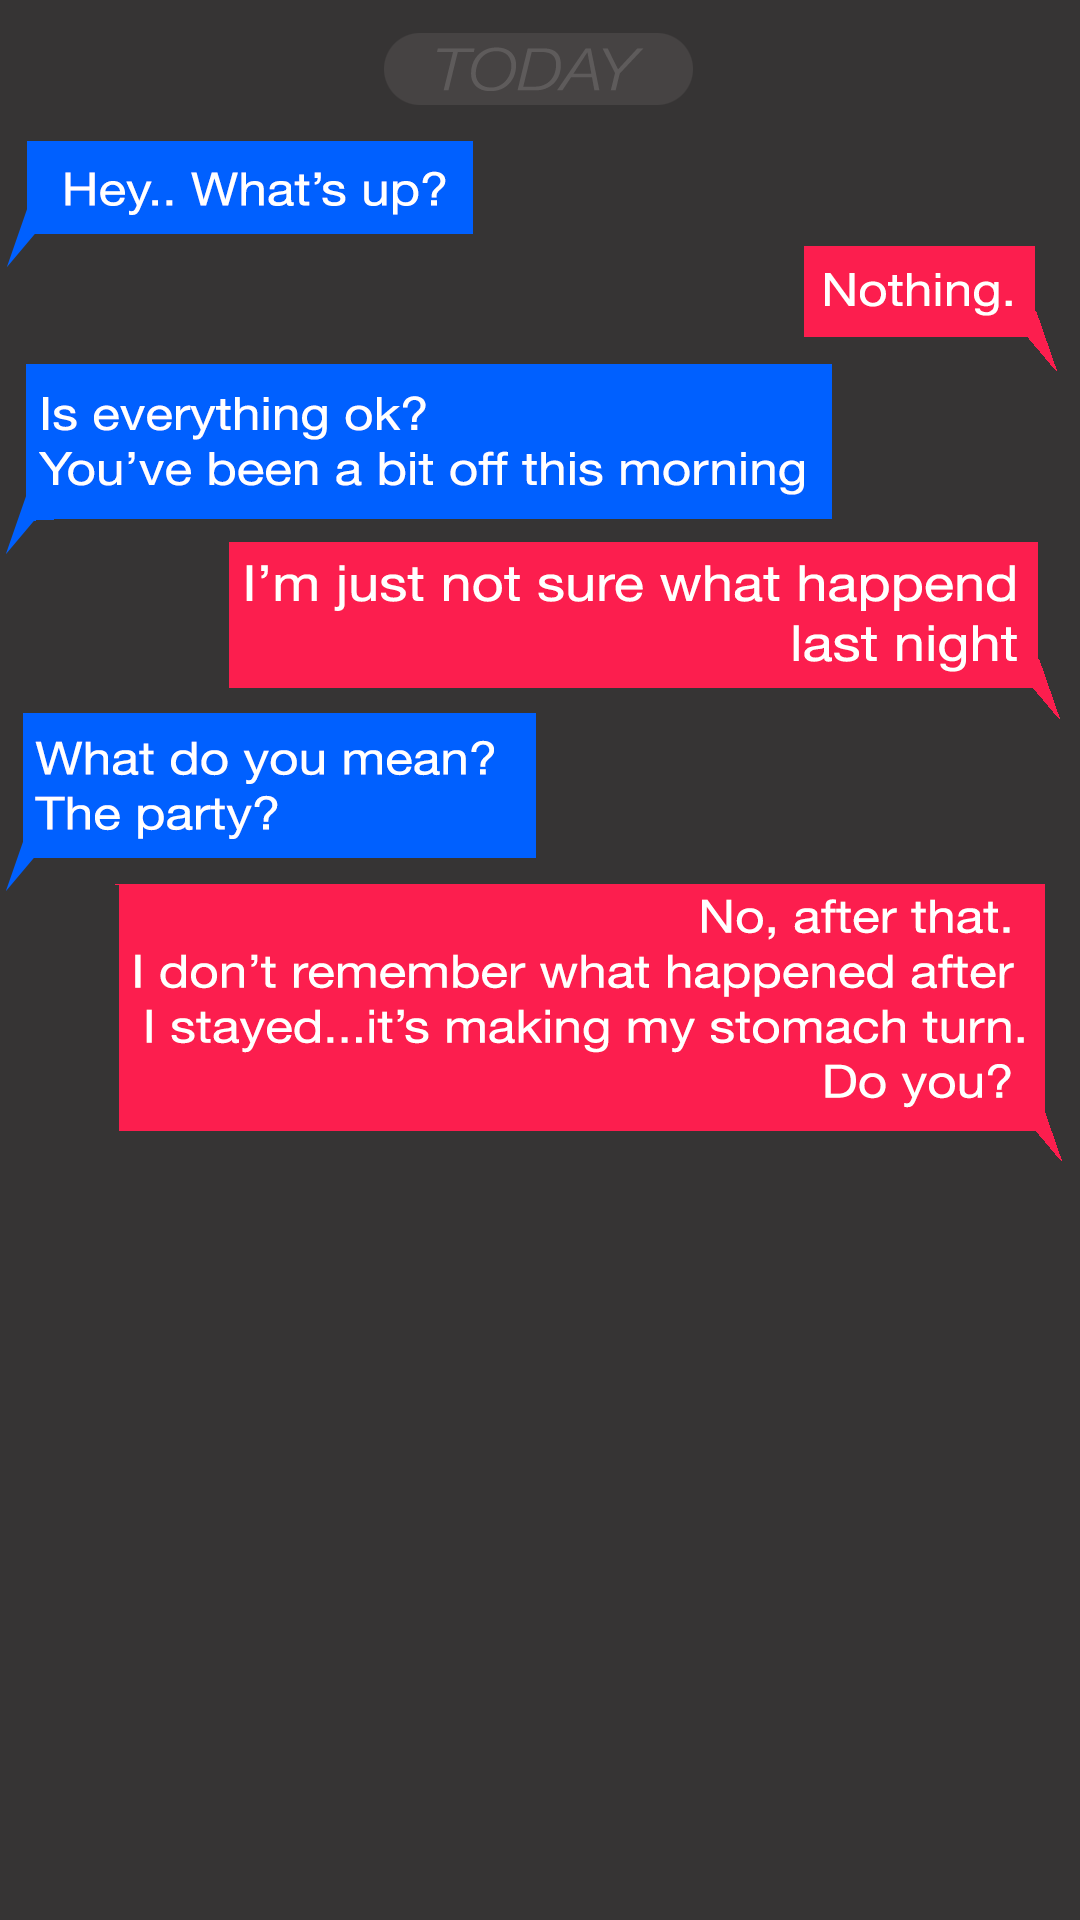 TODAY
Hey.. What’s up?
Nothing.
Is everything ok?
You’ve been a bit off this morning
I’m just not sure what happend
last night
What do you mean?
The party?
No, after that.
I don’t remember what happened after
I stayed...it’s making my stomach turn.
Do you?